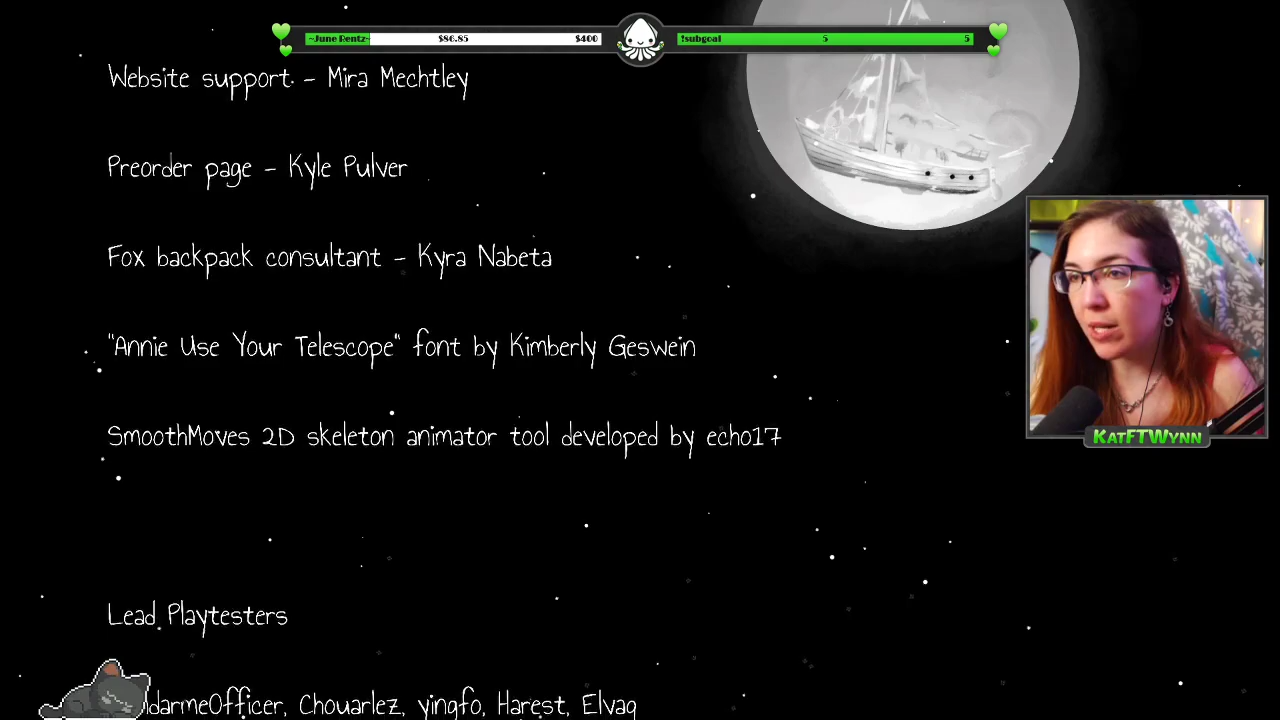 ~June Rentz~ $86.85 $400
!subgoal 5 5
Website support - Mira Mechtley
Preorder page - Kyle Pulver
Fox backpack consultant - Kyra Nabeta
"Annie Use Your Telescope" font by Kimberly Geswein
SmoothMoves 2D skeleton animator tool developed by echo17
KatFTWynn
Lead Playtesters
Chouarlez, yingfo, Harest, Elvaq